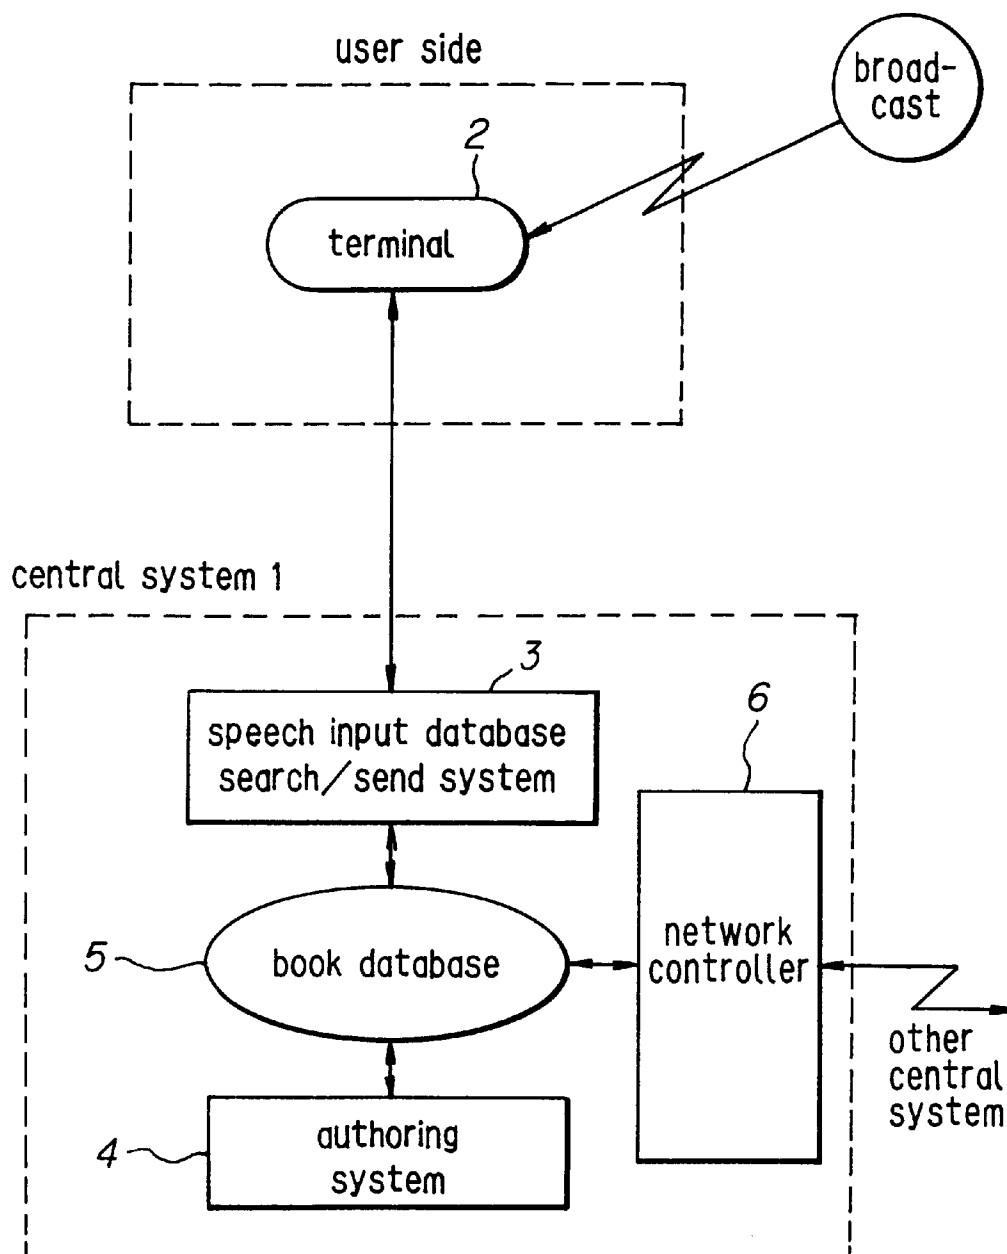 user side
broad-
cast
2
terminal
central system 1
3
speech input database
search/send system
6
network
controller
5
book database
other
central
system
4
authoring
system